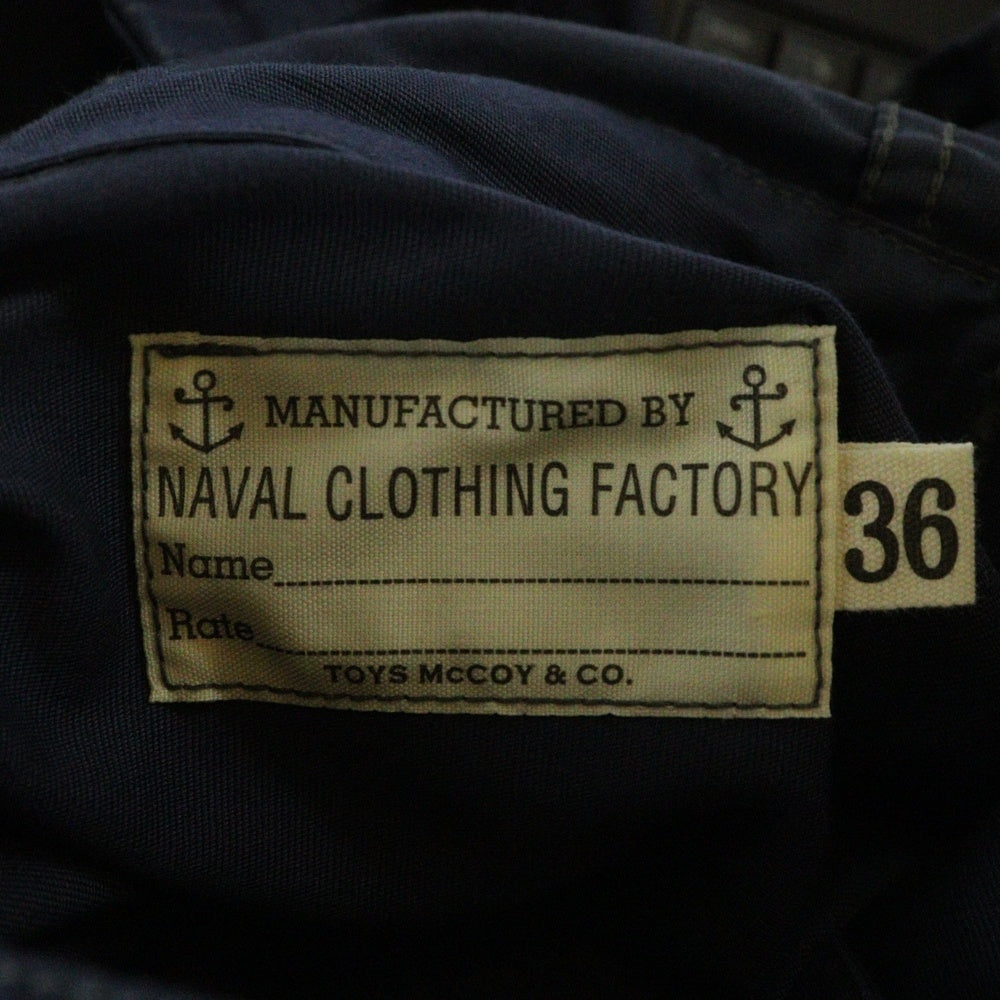 MANUFACTURED BY
NAVAL CLOTHING FACTORY
Name
Rate
TOYS McCOY & CO.
36